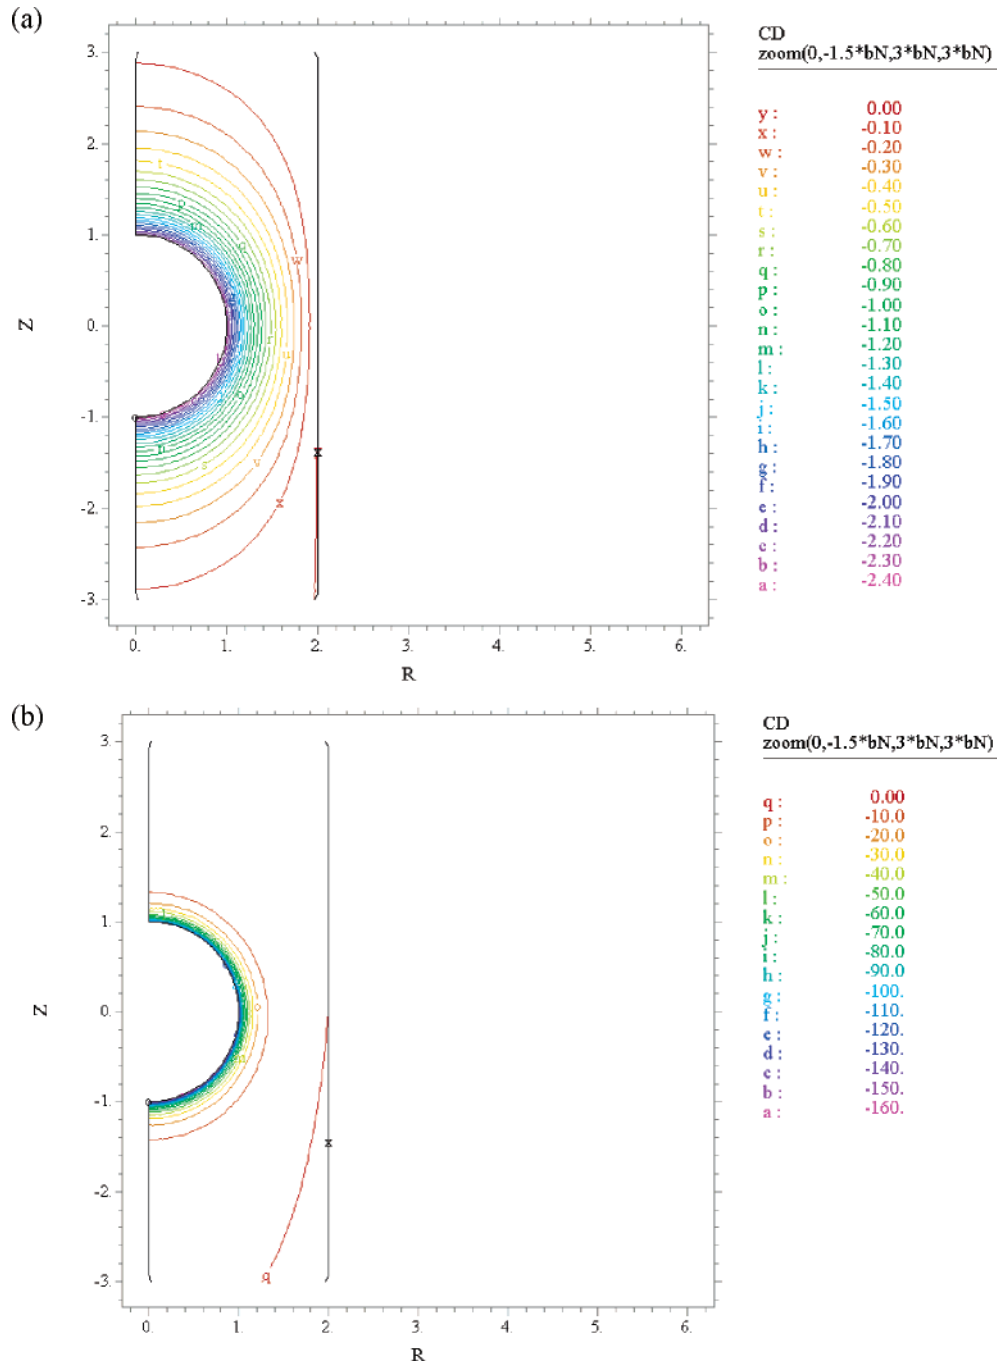 (a)
CD
zoom(0,-1.5*bN,3*bN,3*bN)
y : 0.00
x : -0.10
w : -0.20
v : -0.30
u : -0.40
t : -0.50
s : -0.60
r : -0.70
q : -0.80
p : -0.90
o : -1.00
n : -1.10
m : -1.20
l : -1.30
k : -1.40
j : -1.50
i : -1.60
h : -1.70
g : -1.80
f : -1.90
e : -2.00
d : -2.10
c : -2.20
b : -2.30
a : -2.40
3.
2.
1.
0.
-1.
-2.
-3.
Z
0. 1. 2. 3. 4. 5. 6.
R
t
p
m
q
w
r
u
o
n
s
v
x
(b)
CD
zoom(0,-1.5*bN,3*bN,3*bN)
q : 0.00
p : -10.0
o : -20.0
n : -30.0
m : -40.0
l : -50.0
k : -60.0
j : -70.0
i : -80.0
h : -90.0
g : -100.
f : -110.
e : -120.
d : -130.
c : -140.
b : -150.
a : -160.
3.
2.
1.
0.
-1.
-2.
-3.
Z
0. 1. 2. 3. 4. 5. 6.
R
l
o
n
x
q